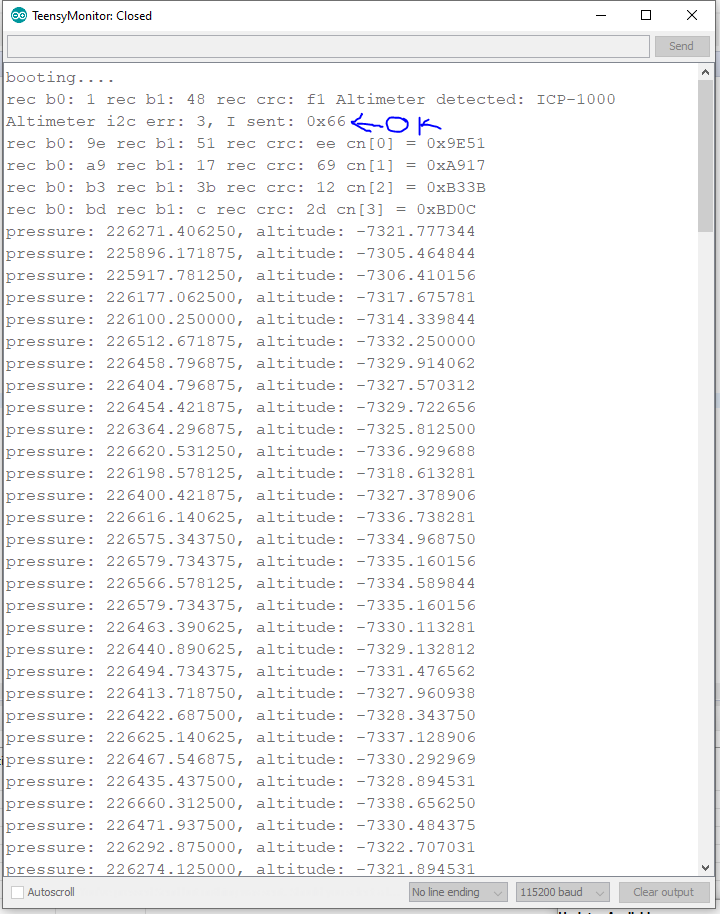 TeensyMonitor: Closed
Send
booting....
rec b0: 1 rec b1: 48 rec crc: f1 Altimeter detected: ICP-1000
Altimeter i2c err: 3, I sent: 0x66 ← OK
rec b0: 9e rec b1: 51 rec crc: ee cn[0] = 0x9E51
rec b0: a9 rec b1: 17 rec crc: 69 cn[1] = 0xA917
rec b0: b3 rec b1: 3b rec crc: 12 cn[2] = 0xB33B
rec b0: bd rec b1: c rec crc: 2d cn[3] = 0xBD0C
pressure: 226271.406250, altitude: -7321.777344
pressure: 225896.171875, altitude: -7305.464844
pressure: 225917.781250, altitude: -7306.410156
pressure: 226177.062500, altitude: -7317.675781
pressure: 226100.250000, altitude: -7314.339844
pressure: 226512.671875, altitude: -7332.250000
pressure: 226458.796875, altitude: -7329.914062
pressure: 226404.796875, altitude: -7327.570312
pressure: 226454.421875, altitude: -7329.722656
pressure: 226364.296875, altitude: -7325.812500
pressure: 226620.531250, altitude: -7336.929688
pressure: 226198.578125, altitude: -7318.613281
pressure: 226400.421875, altitude: -7327.378906
pressure: 226616.140625, altitude: -7336.738281
pressure: 226575.343750, altitude: -7334.968750
pressure: 226579.734375, altitude: -7335.160156
pressure: 226566.578125, altitude: -7334.589844
pressure: 226579.734375, altitude: -7335.160156
pressure: 226463.390625, altitude: -7330.113281
pressure: 226440.890625, altitude: -7329.132812
pressure: 226494.734375, altitude: -7331.476562
pressure: 226413.718750, altitude: -7327.960938
pressure: 226422.687500, altitude: -7328.343750
pressure: 226625.140625, altitude: -7337.128906
pressure: 226467.546875, altitude: -7330.292969
pressure: 226435.437500, altitude: -7328.894531
pressure: 226660.312500, altitude: -7338.656250
pressure: 226471.937500, altitude: -7330.484375
pressure: 226292.875000, altitude: -7322.707031
pressure: 226274.125000, altitude: -7321.894531
Autoscroll
No line ending
115200 baud
Clear output